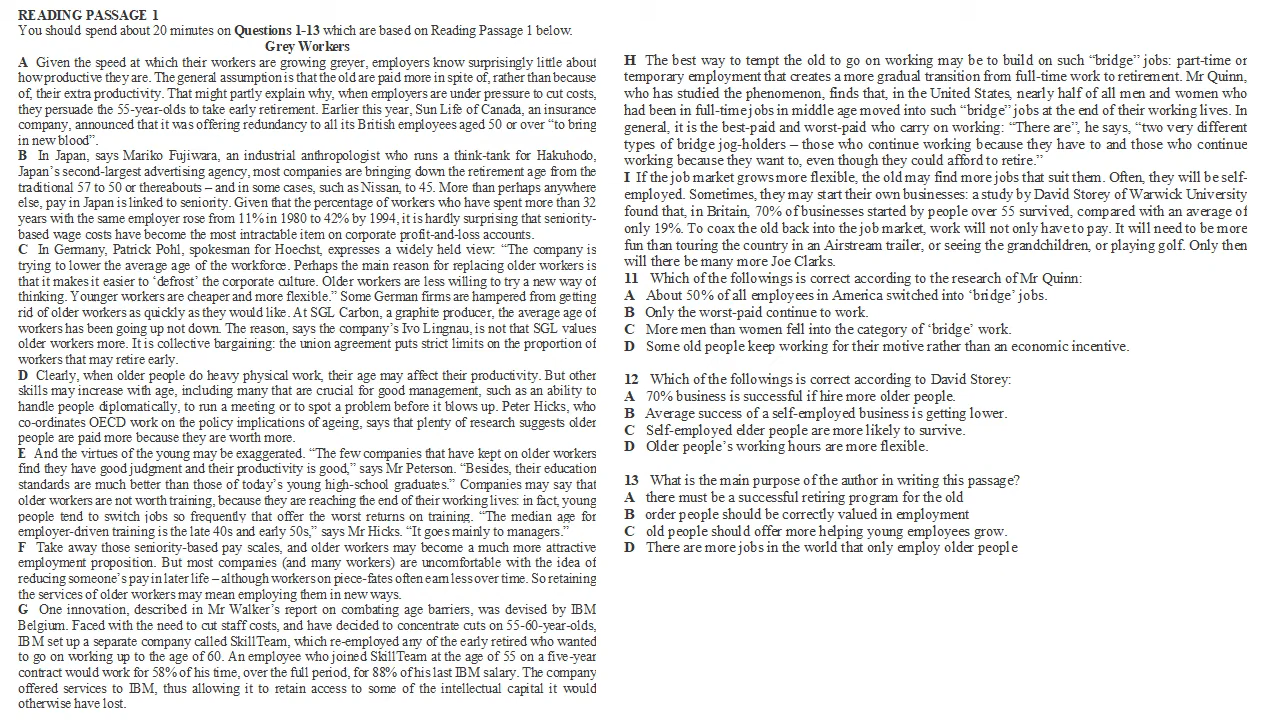 READING PASSAGE 1
You should spend about 20 minutes on Questions 1-13 which are based on Reading Passage 1 below.
Grey Workers
A Given the speed at which their workers are growing greyer, employers know surprisingly little about
how productive they are. The general assumption is that the old are paid more in spite of, rather than because
of, their extra productivity. That might partly explain why, when employers are under pressure to cut costs,
they persuade the 55-year-olds to take early retirement. Earlier this year, Sun Life of Canada, an insurance
company, announced that it was offering redundancy to all its British employees aged 50 or over “to bring
in new blood”.
B In Japan, says Mariko Fujiwara, an industrial anthropologist who runs a think-tank for Hakuhodo,
Japan’s second-largest advertising agency, most companies are bringing down the retirement age from the
traditional 57 to 50 or thereabouts – and in some cases, such as Nissan, to 45. More than perhaps anywhere
else, pay in Japan is linked to seniority. Given that the percentage of workers who have spent more than 32
years with the same employer rose from 11% in 1980 to 42% by 1994, it is hardly surprising that seniority-
based wage costs have become the most intractable item on corporate profit-and-loss accounts.
C In Germany, Patrick Pohl, spokesman for Hoechst, expresses a widely held view: “The company is
trying to lower the average age of the workforce. Perhaps the main reason for replacing older workers is
that it makes it easier to ‘defrost’ the corporate culture. Older workers are less willing to try a new way of
thinking. Younger workers are cheaper and more flexible.” Some German firms are hampered from getting
rid of older workers as quickly as they would like. At SGL Carbon, a graphite producer, the average age of
workers has been going up not down. The reason, says the company’s Ivo Lingnau, is not that SGL values
older workers more. It is collective bargaining: the union agreement puts strict limits on the proportion of
workers that may retire early.
D Clearly, when older people do heavy physical work, their age may affect their productivity. But other
skills may increase with age, including many that are crucial for good management, such as an ability to
handle people diplomatically, to run a meeting or to spot a problem before it blows up. Peter Hicks, who
co-ordinates OECD work on the policy implications of ageing, says that plenty of research suggests older
people are paid more because they are worth more.
E And the virtues of the young may be exaggerated. “The few companies that have kept on older workers
find they have good judgment and their productivity is good,” says Mr Peterson. “Besides, their education
standards are much better than those of today’s young high-school graduates.” Companies may say that
older workers are not worth training, because they are reaching the end of their working lives: in fact, young
people tend to switch jobs so frequently that offer the worst returns on training. “The median age for
employer-driven training is the late 40s and early 50s,” says Mr Hicks. “It goes mainly to managers.”
F Take away those seniority-based pay scales, and older workers may become a much more attractive
employment proposition. But most companies (and many workers) are uncomfortable with the idea of
reducing someone’s pay in later life – although workers on piece-fates often earn less over time. So retaining
the services of older workers may mean employing them in new ways.
G One innovation, described in Mr Walker’s report on combating age barriers, was devised by IBM
Belgium. Faced with the need to cut staff costs, and have decided to concentrate cuts on 55-60-year-olds,
IBM set up a separate company called SkillTeam, which re-employed any of the early retired who wanted
to go on working up to the age of 60. An employee who joined SkillTeam at the age of 55 on a five-year
contract would work for 58% of his time, over the full period, for 88% of his last IBM salary. The company
offered services to IBM, thus allowing it to retain access to some of the intellectual capital it would
otherwise have lost.
H The best way to tempt the old to go on working may be to build on such “bridge” jobs: part-time or
temporary employment that creates a more gradual transition from full-time work to retirement. Mr Quinn,
who has studied the phenomenon, finds that, in the United States, nearly half of all men and women who
had been in full-time jobs in middle age moved into such “bridge” jobs at the end of their working lives. In
general, it is the best-paid and worst-paid who carry on working: “There are”, he says, “two very different
types of bridge jog-holders – those who continue working because they have to and those who continue
working because they want to, even though they could afford to retire.”
I If the job market grows more flexible, the old may find more jobs that suit them. Often, they will be self-
employed. Sometimes, they may start their own businesses: a study by David Storey of Warwick University
found that, in Britain, 70% of businesses started by people over 55 survived, compared with an average of
only 19%. To coax the old back into the job market, work will not only have to pay. It will need to be more
fun than touring the country in an Airstream trailer, or seeing the grandchildren, or playing golf. Only then
will there be many more Joe Clarks.
11 Which of the followings is correct according to the research of Mr Quinn:
A About 50% of all employees in America switched into ‘bridge’ jobs.
B Only the worst-paid continue to work.
C More men than women fell into the category of ‘bridge’ work.
D Some old people keep working for their motive rather than an economic incentive.
12 Which of the followings is correct according to David Storey:
A 70% business is successful if hire more older people.
B Average success of a self-employed business is getting lower.
C Self-employed elder people are more likely to survive.
D Older people’s working hours are more flexible.
13 What is the main purpose of the author in writing this passage?
A there must be a successful retiring program for the old
B order people should be correctly valued in employment
C old people should offer more helping young employees grow.
D There are more jobs in the world that only employ older people